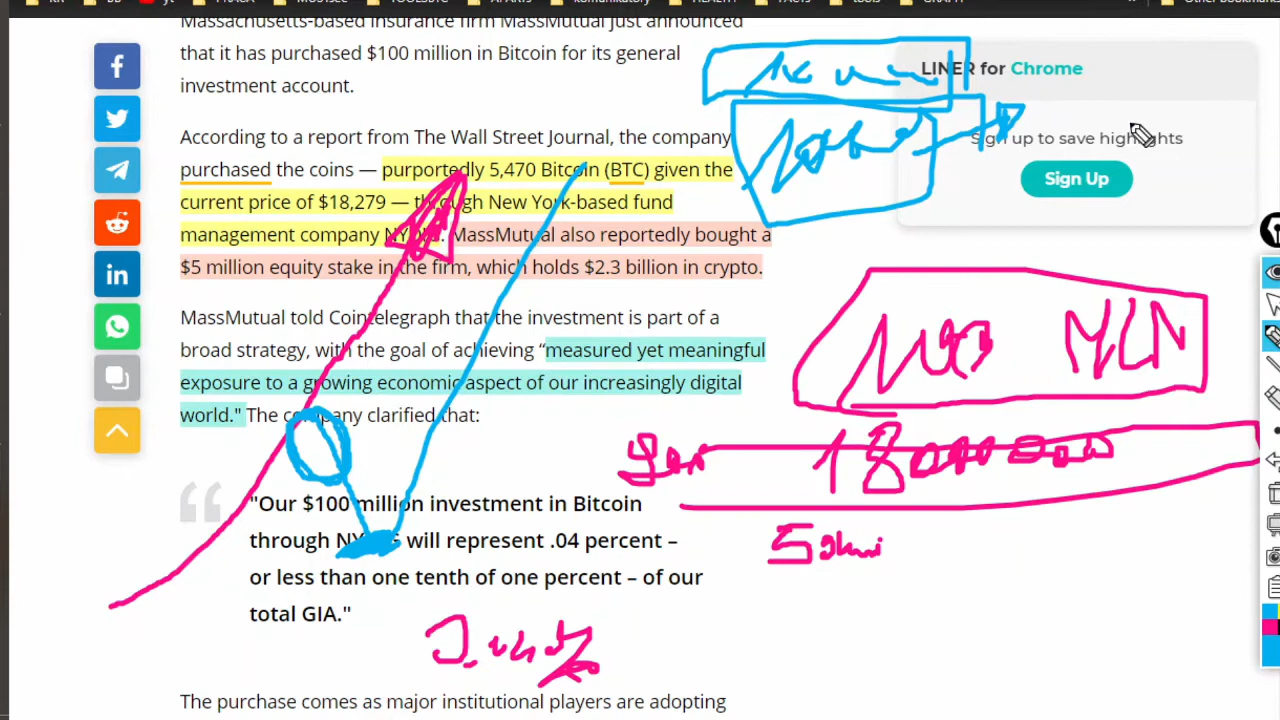 Massachusetts-based insurance firm MassMutual just announced
that it has purchased $100 million in Bitcoin for its general
investment account.
According to a report from The Wall Street Journal, the company
purchased the coins — purportedly 5,470 Bitcoin (BTC) given the
current price of $18,279 — through New York-based fund
management company NYDIG. MassMutual also reportedly bought a
$5 million equity stake in the firm, which holds $2.3 billion in crypto.
MassMutual told Cointelegraph that the investment is part of a
broad strategy, with the goal of achieving “measured yet meaningful
exposure to a growing economic aspect of our increasingly digital
world." The company clarified that:
"Our $100 million investment in Bitcoin
through NYDIG will represent .04 percent –
or less than one tenth of one percent – of our
total GIA."
The purchase comes as major institutional players are adopting
LINER for Chrome
Sign up to save highlights
Sign Up
MLN